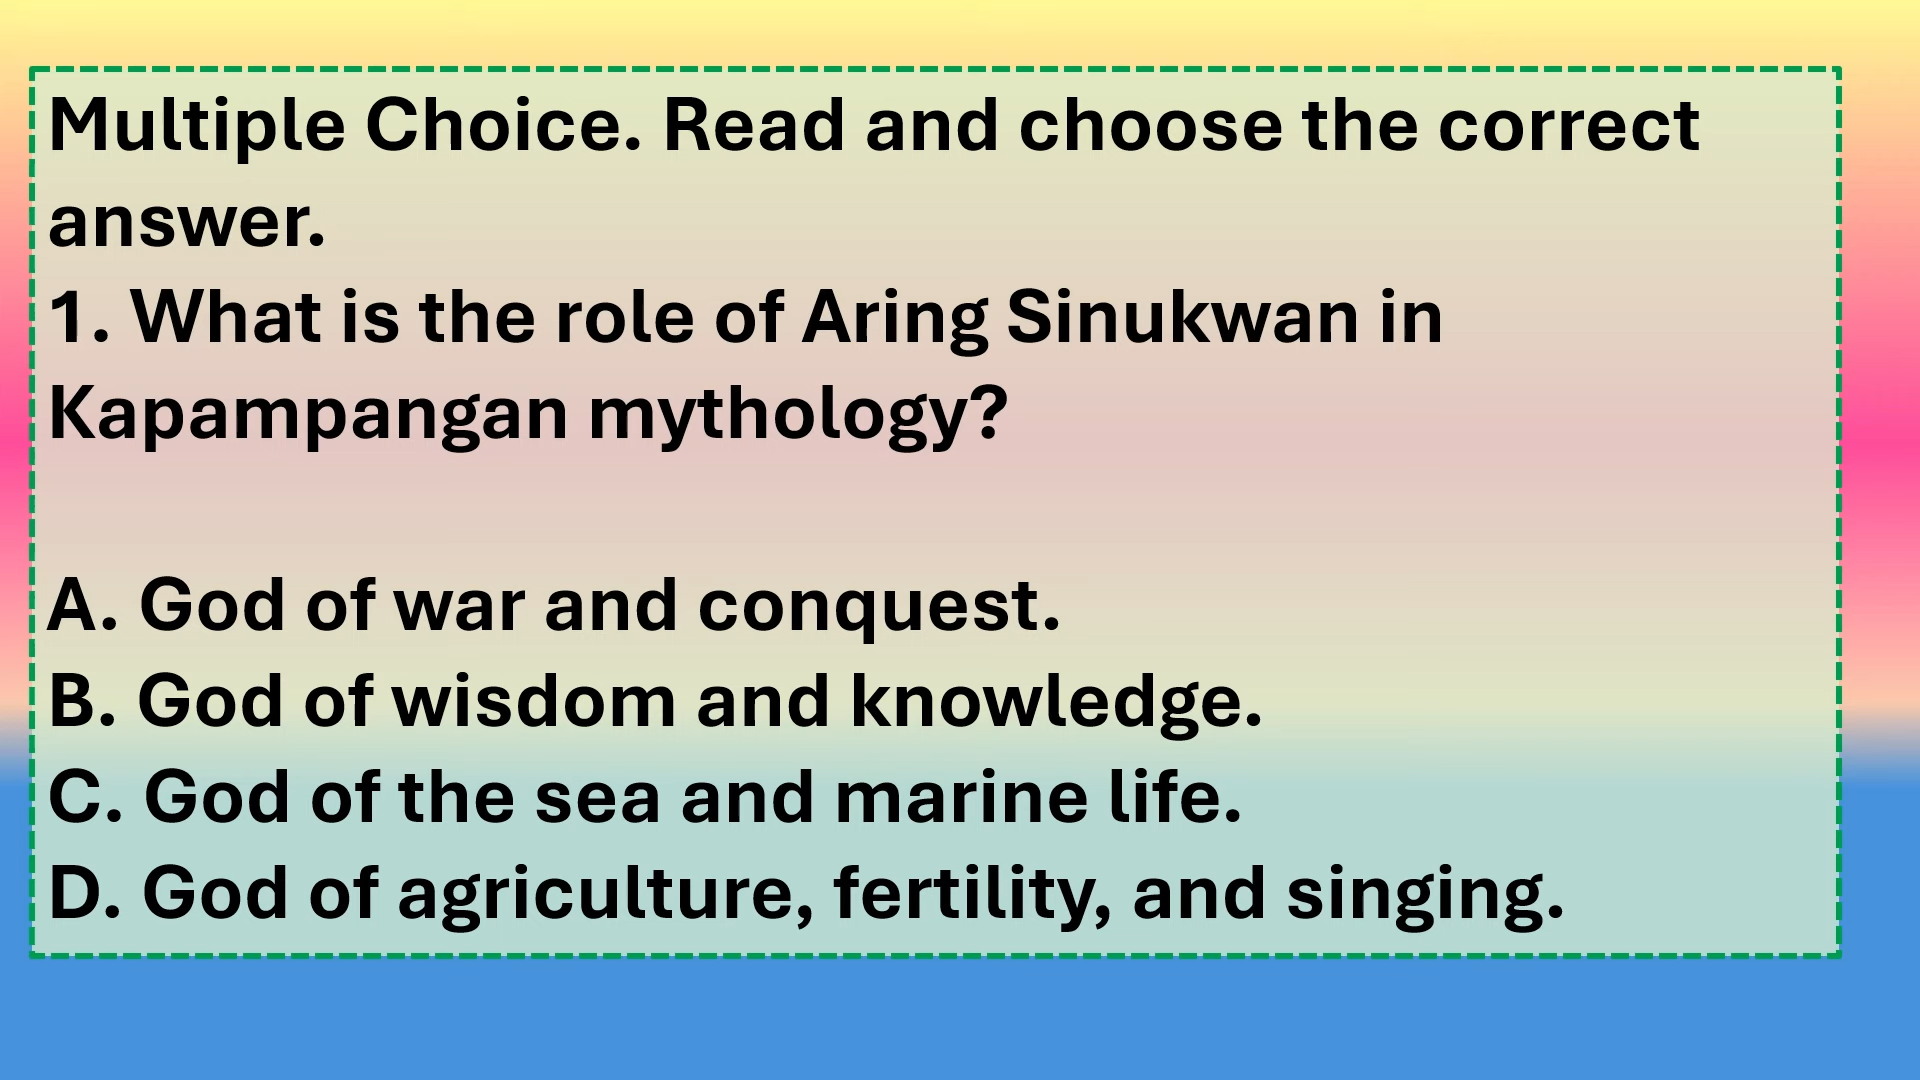 Multiple Choice. Read and choose the correct
answer.
1. What is the role of Aring Sinukwan in
Kapampangan mythology?
A. God of war and conquest.
B. God of wisdom and knowledge.
C. God of the sea and marine life.
D. God of agriculture, fertility, and singing.